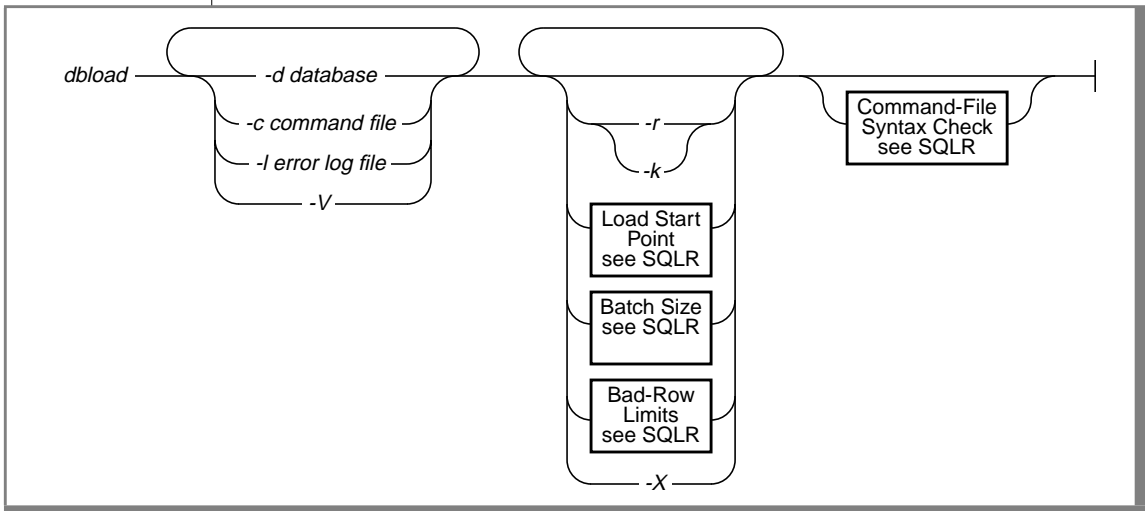 dbload
-d database
-c command file
-l error log file
-V
-r
-k
Load Start
Point
see SQLR
Batch Size
see SQLR
Bad-Row
Limits
see SQLR
-X
Command-File
Syntax Check
see SQLR